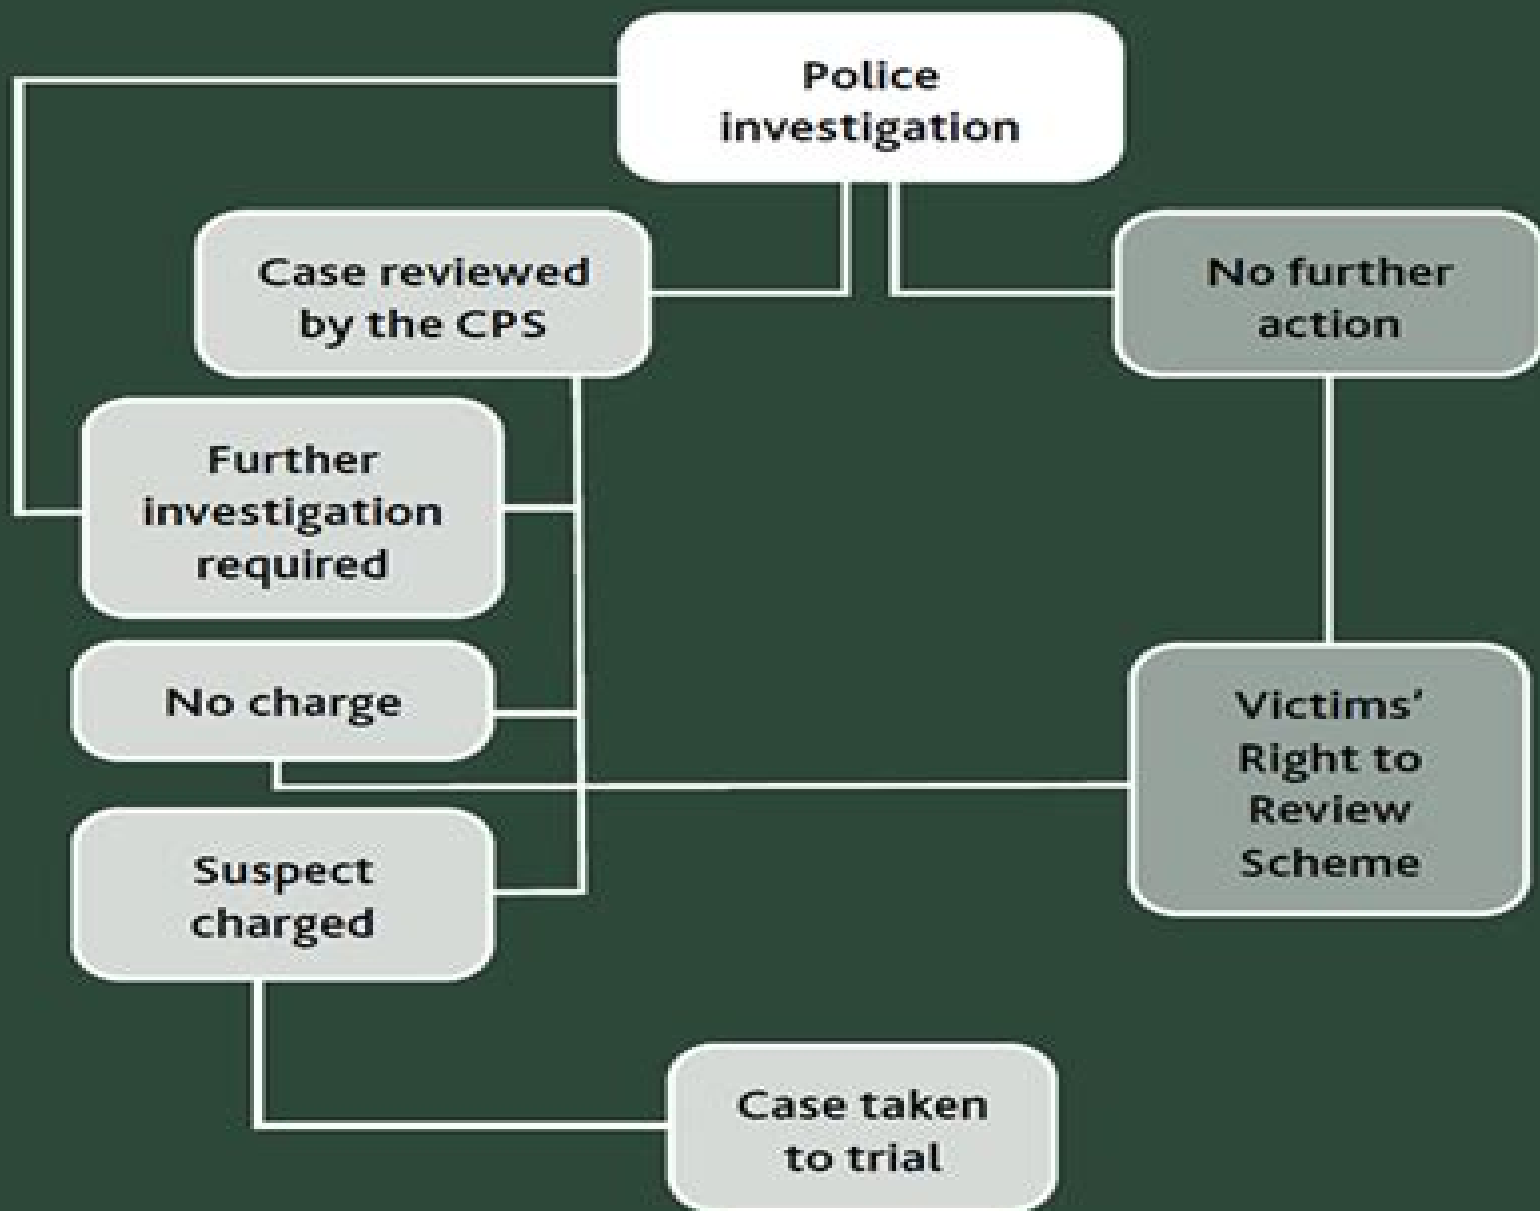 Police
investigation
Case reviewed
by the CPS
No further
action
Further
investigation
required
No charge
Victims’
Right to
Review
Scheme
Suspect
charged
Case taken
to trial